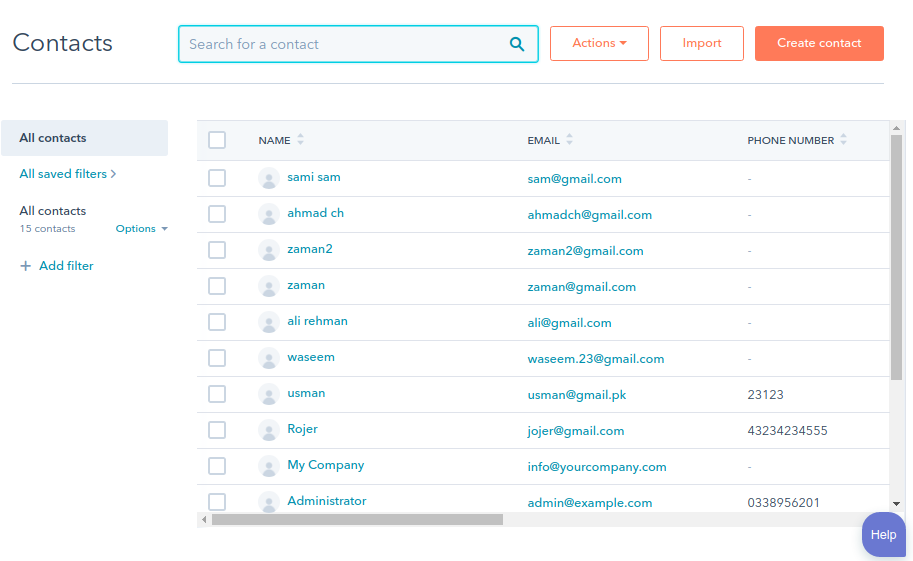 Contacts
Search for a contact
Actions
Import
Create contact
All contacts
All saved filters
All contacts
15 contacts Options
+ Add filter
NAME EMAIL PHONE NUMBER
sami sam sam@gmail.com -
ahmad ch ahmadch@gmail.com -
zaman2 zaman2@gmail.com -
zaman zaman@gmail.com -
ali rehman ali@gmail.com -
waseem waseem.23@gmail.com -
usman usman@gmail.pk 23123
Rojer jojer@gmail.com 43234234555
My Company info@yourcompany.com -
Administrator admin@example.com 0338956201
Help